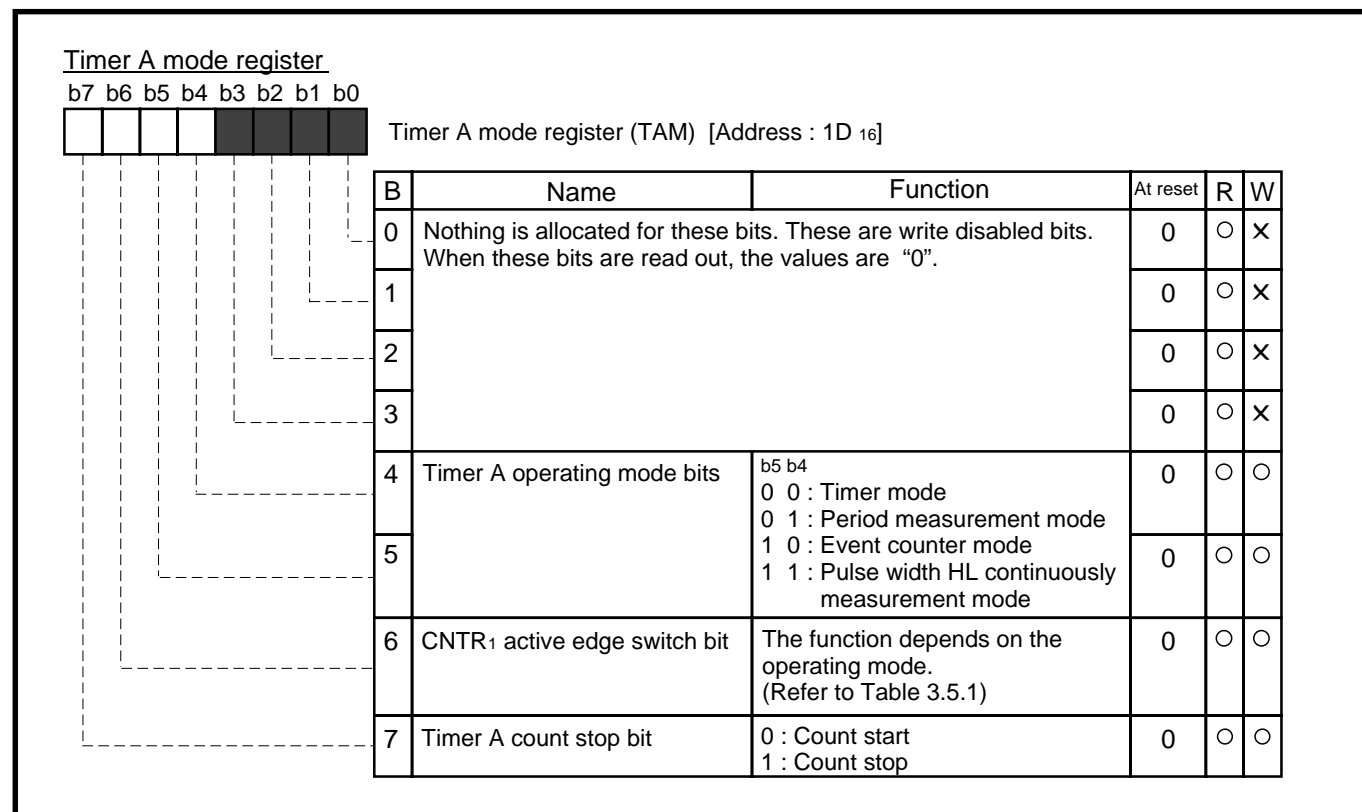 Timer A mode register
b7 b6 b5 b4 b3 b2 b1 b0
Timer A mode register (TAM) [Address : 1D 16]
B Name Function At reset R W
0 Nothing is allocated for these bits. These are write disabled bits. 0 ○ ×
When these bits are read out, the values are “0”.
1 0 ○ ×
2 0 ○ ×
3 0 ○ ×
4 Timer A operating mode bits b5 b4 0 ○ ○
0 0 : Timer mode
0 1 : Period measurement mode
5 1 0 : Event counter mode 0 ○ ○
1 1 : Pulse width HL continuously
measurement mode
6 CNTR1 active edge switch bit The function depends on the 0 ○ ○
operating mode.
(Refer to Table 3.5.1)
7 Timer A count stop bit 0 : Count start 0 ○ ○
1 : Count stop